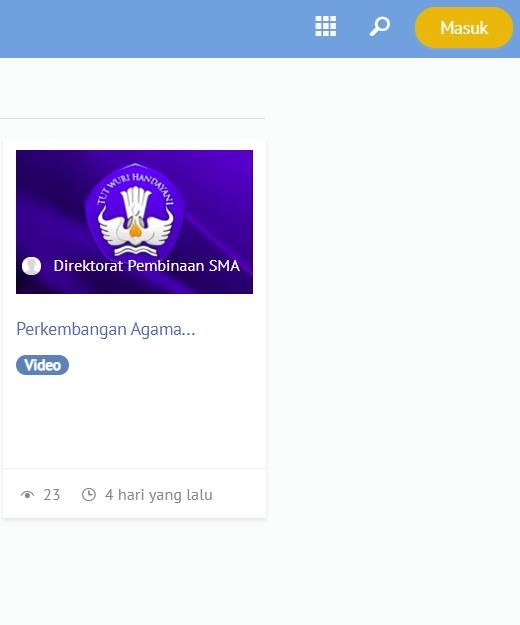 Masuk
TUT WURI HANDAYANI
Direktorat Pembinaan SMA
Perkembangan Agama...
Video
23
4 hari yang lalu